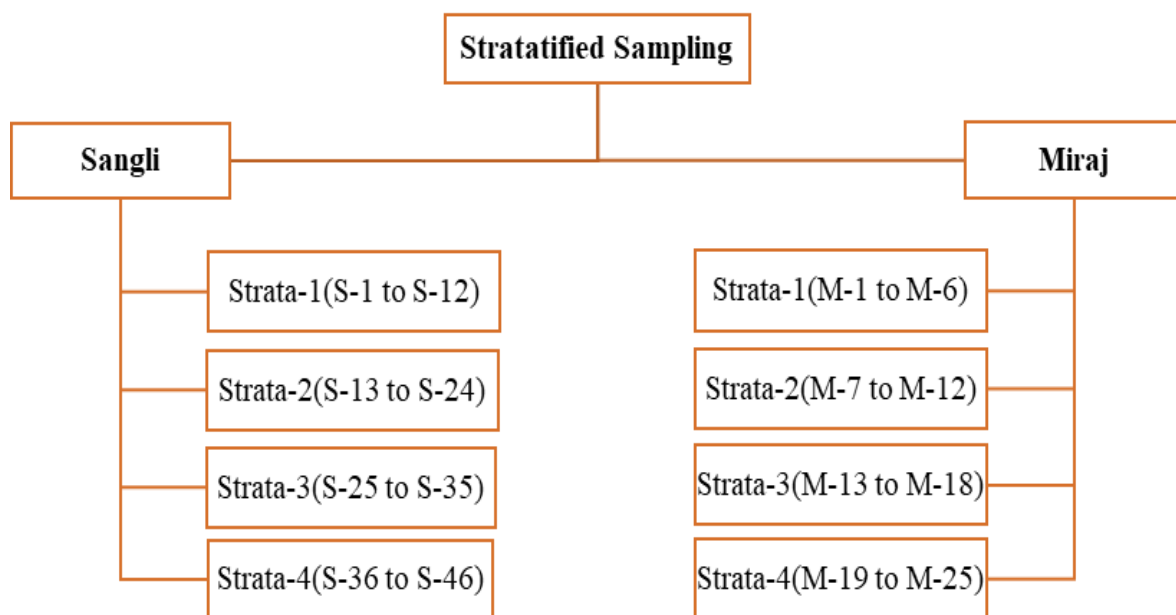 Stratatified Sampling
Sangli
Miraj
Strata-1(S-1 to S-12)
Strata-2(S-13 to S-24)
Strata-3(S-25 to S-35)
Strata-4(S-36 to S-46)
Strata-1(M-1 to M-6)
Strata-2(M-7 to M-12)
Strata-3(M-13 to M-18)
Strata-4(M-19 to M-25)